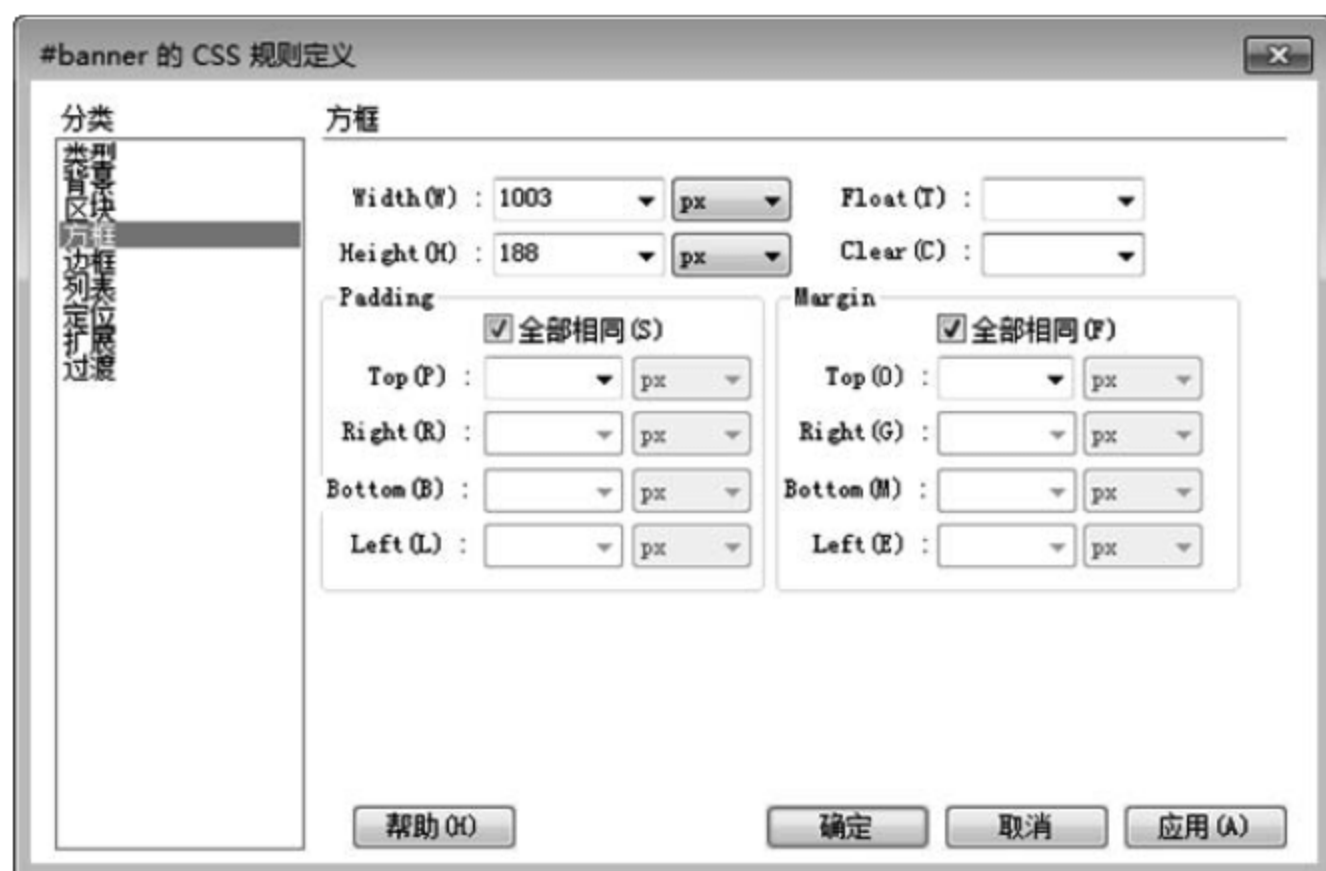 #banner 的 CSS 规则定义
分类
类型
背景
区块
方框
边框
列表
定位
扩展
过渡
方框
Width(W) : 1003 px Float(T) :
Height(H) : 188 px Clear(C) :
Padding
全部相同(S)
Top(P) : px
Right(R) : px
Bottom(B) : px
Left(L) : px
Margin
全部相同(F)
Top(O) : px
Right(G) : px
Bottom(M) : px
Left(E) : px
帮助(H) 确定 取消 应用(A)